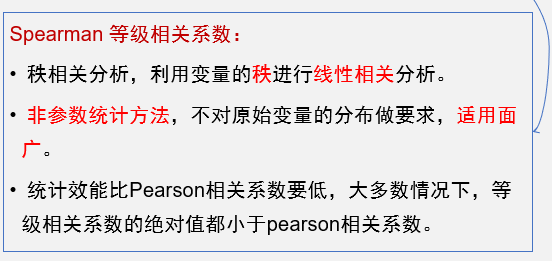 Spearman 等级相关系数：
• 秩相关分析，利用变量的秩进行线性相关分析。
• 非参数统计方法，不对原始变量的分布做要求，适用面
广。
• 统计效能比Pearson相关系数要低，大多数情况下，等
级相关系数的绝对值都小于pearson相关系数。